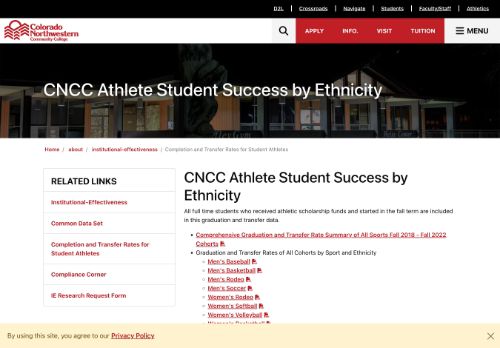 D2L
Crossroads
Navigate
Students
Faculty/Staff
Athletics
Colorado
Northwestern
Community College
APPLY
INFO.
VISIT
TUITION
MENU
CNCC Athlete Student Success by Ethnicity
Home / about / institutional-effectiveness / Completion and Transfer Rates for Student Athletes
RELATED LINKS
Institutional-Effectiveness
Common Data Set
Completion and Transfer Rates for
Student Athletes
Compliance Corner
IE Research Request Form
CNCC Athlete Student Success by
Ethnicity
All full time students who received athletic scholarship funds and started in the fall term are included
in this graduation and transfer data.
Comprehensive Graduation and Transfer Rate Summary of All Sports Fall 2018 - Fall 2022
Cohorts
Graduation and Transfer Rates of All Cohorts by Sport and Ethnicity
Men's Baseball
Men's Basketball
Men's Rodeo
Men's Soccer
Women's Rodeo
Women's Softball
Women's Volleyball
Women's Basketball
By using this site, you agree to our Privacy Policy